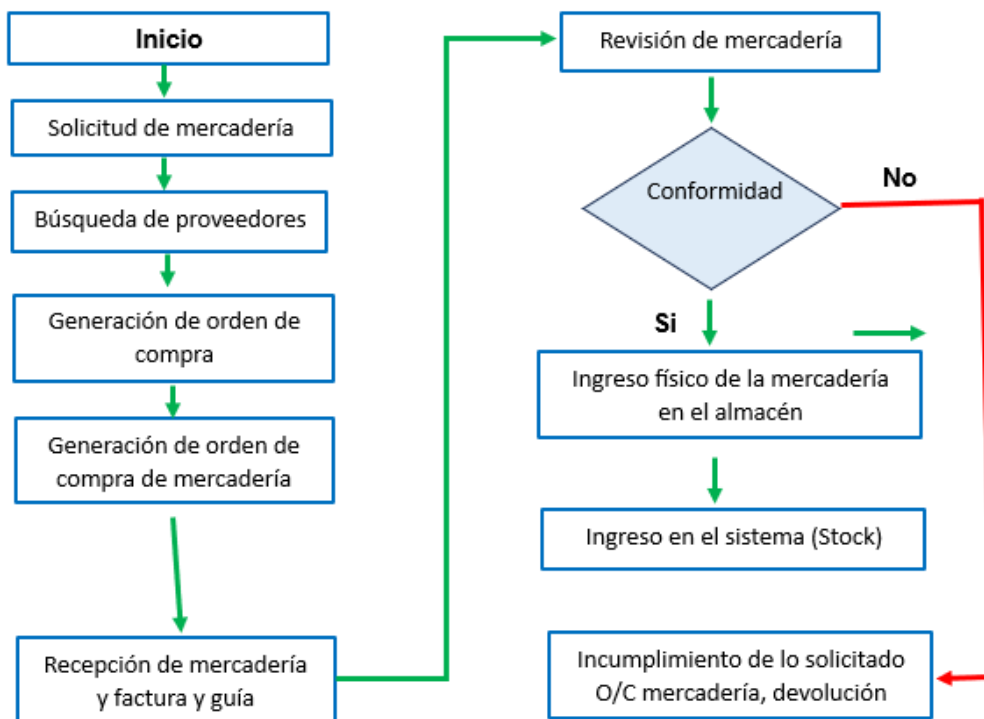 Inicio
Solicitud de mercadería
Búsqueda de proveedores
Generación de orden de
compra
Generación de orden de
compra de mercadería
Recepción de mercadería
y factura y guía
Revisión de mercadería
Conformidad
No
Si
Ingreso físico de la mercadería
en el almacén
Ingreso en el sistema (Stock)
Incumplimiento de lo solicitado
O/C mercadería, devolución